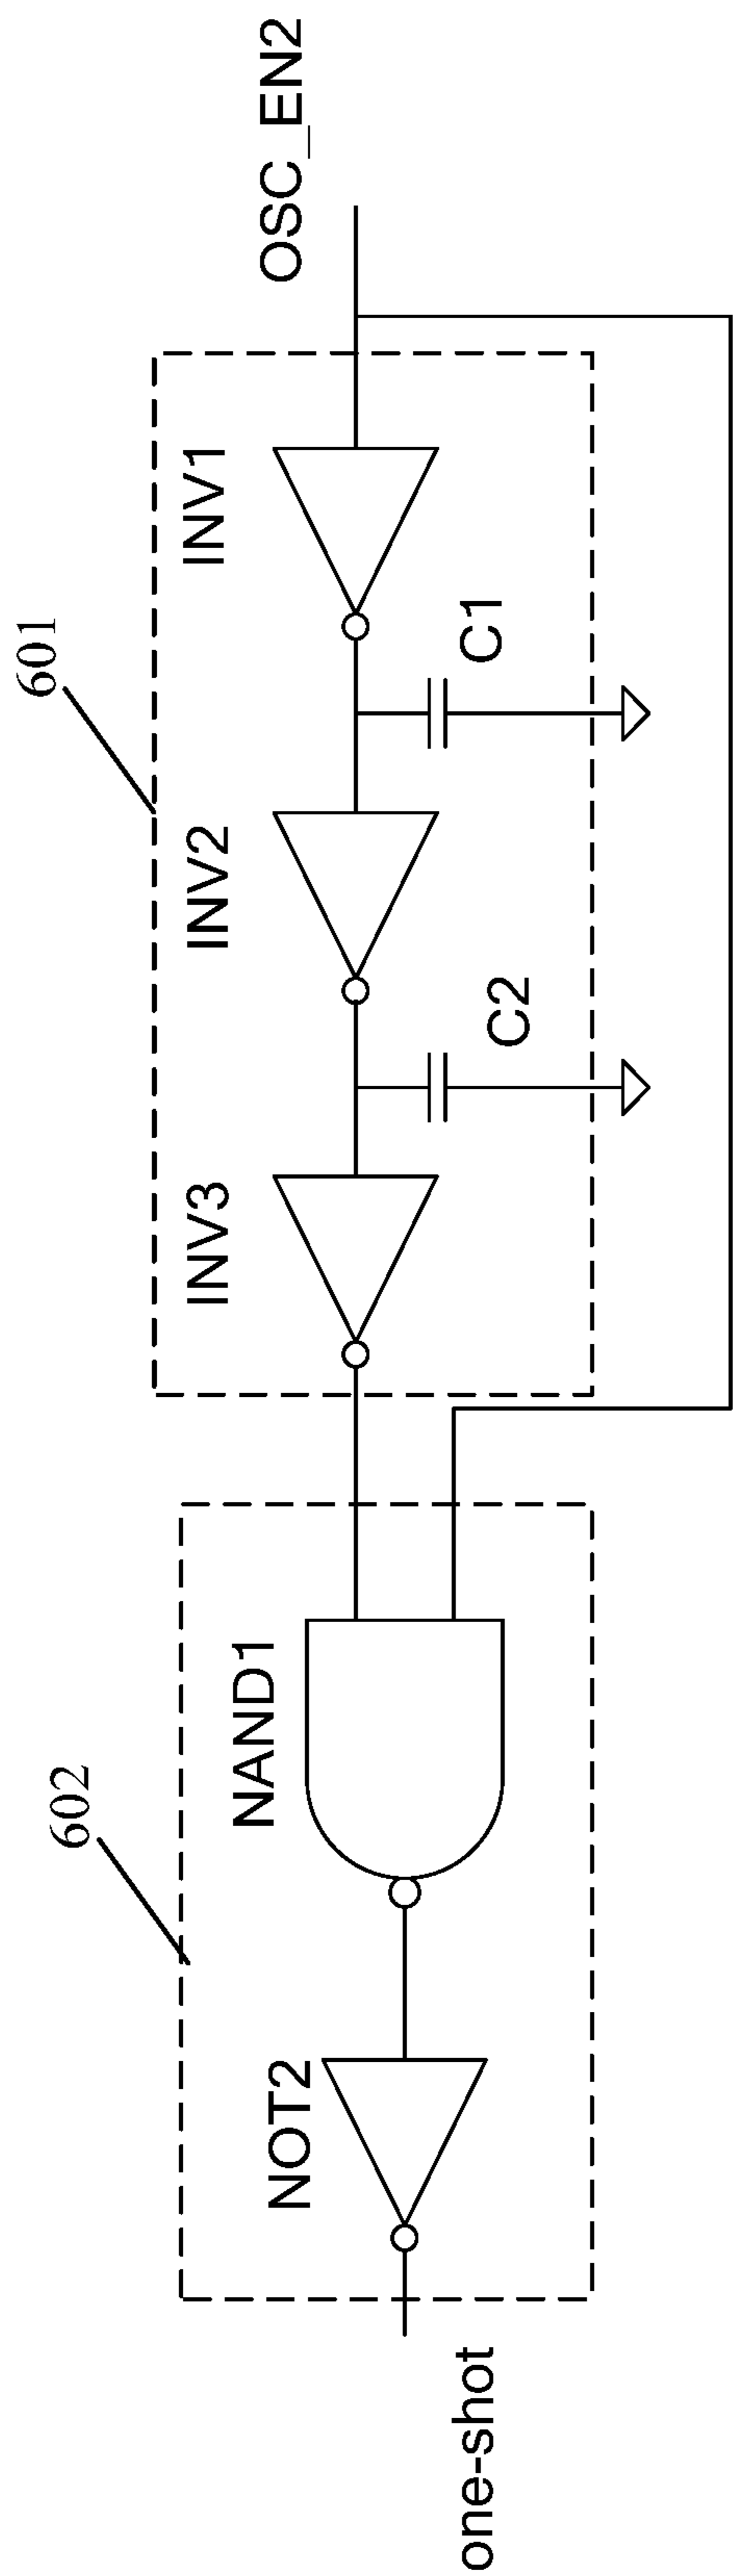 OSC_EN2
601
INV1
C1
INV2
C2
INV3
602
NAND1
NOT2
one-shot